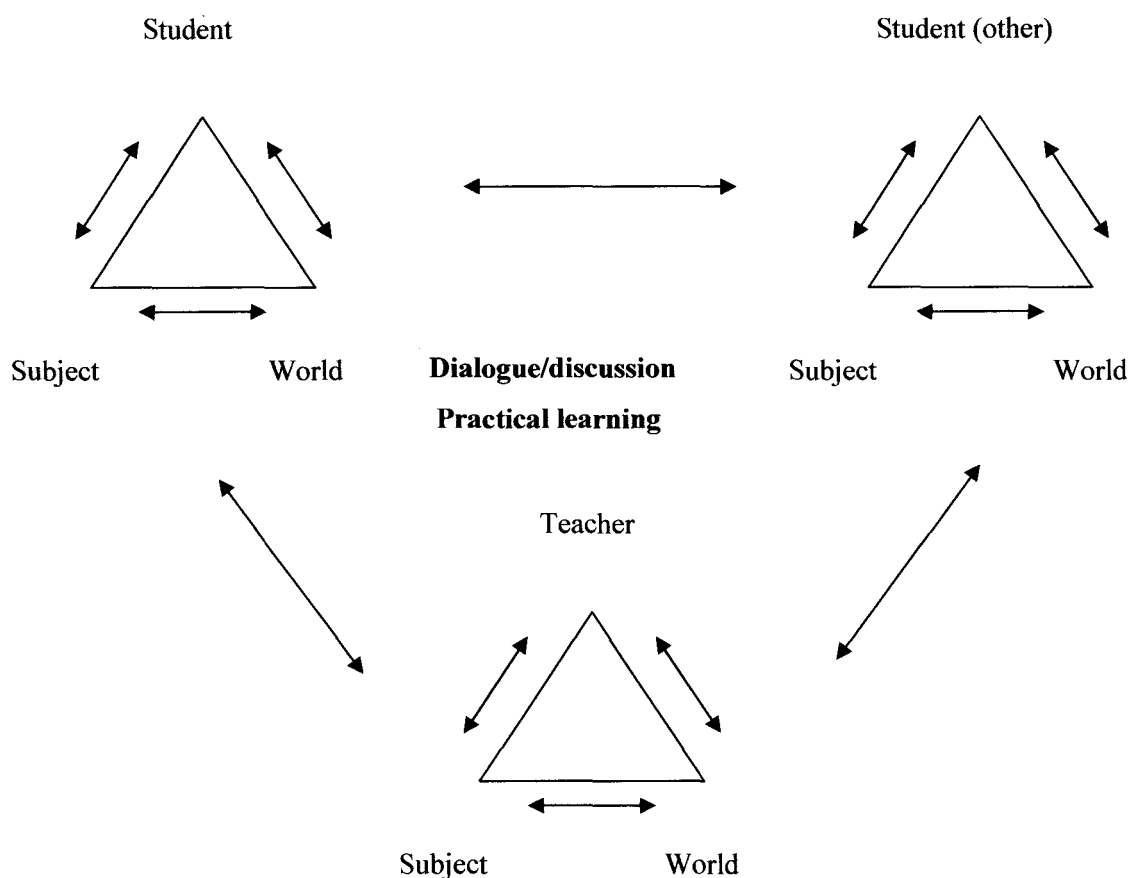 Student
Student (other)
Subject
World
Dialogue/discussion
Subject
World
Practical learning
Teacher
Subject
World